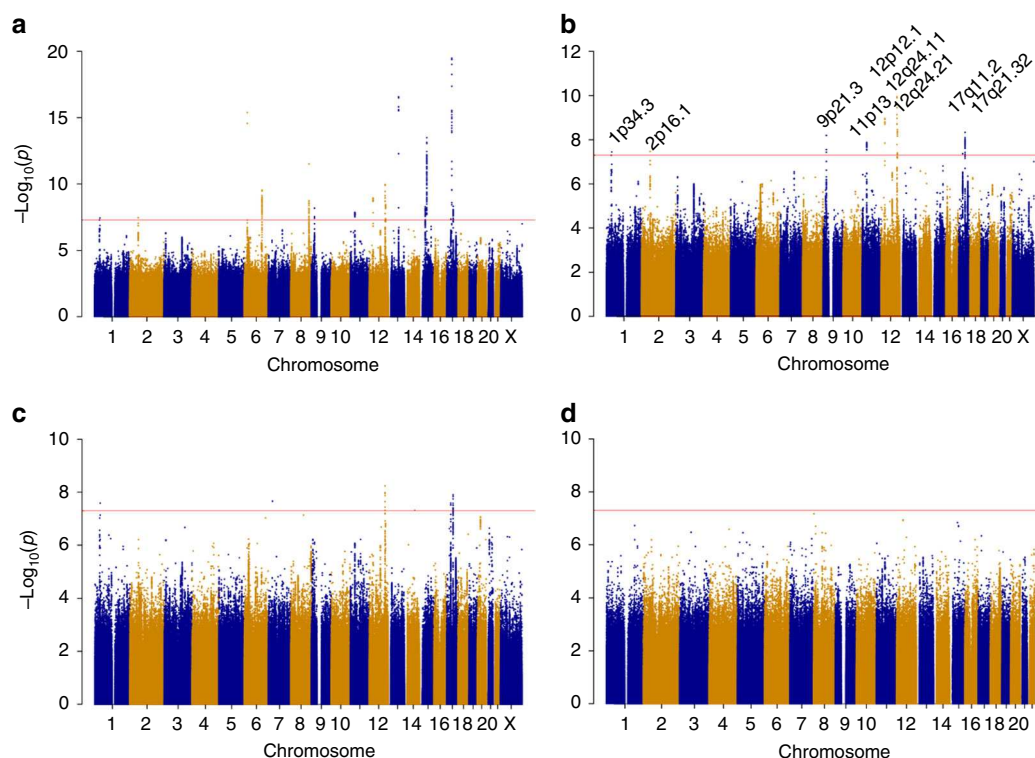 a
20
15
10
5
0
–Log10(p)
1 2 3 4 5 6 7 8 9 10 12 14 16 18 20 X
Chromosome
b
12
10
8
6
4
2
0
1p34.3
2p16.1
9p21.3
11p13
12p12.1
12q24.11
12q24.21
17q11.2
17q21.32
1 2 3 4 5 6 7 8 9 10 12 14 16 18 20 X
Chromosome
c
10
8
6
4
2
0
–Log10(p)
1 2 3 4 5 6 7 8 9 10 12 14 16 18 20 X
Chromosome
d
10
8
6
4
2
0
1 2 3 4 5 6 7 8 9 10 12 14 16 18 20
Chromosome